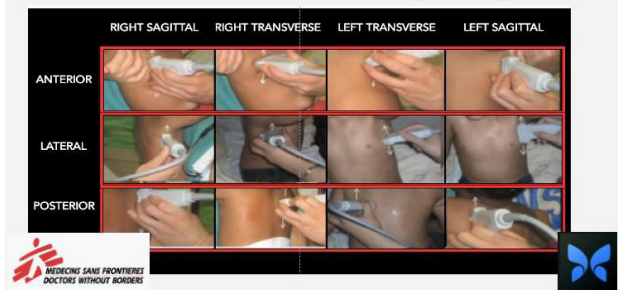 RIGHT SAGITTAL RIGHT TRANSVERSE LEFT TRANSVERSE LEFT SAGITTAL
ANTERIOR
LATERAL
POSTERIOR
MEDECINS SANS FRONTIERES
DOCTORS WITHOUT BORDERS